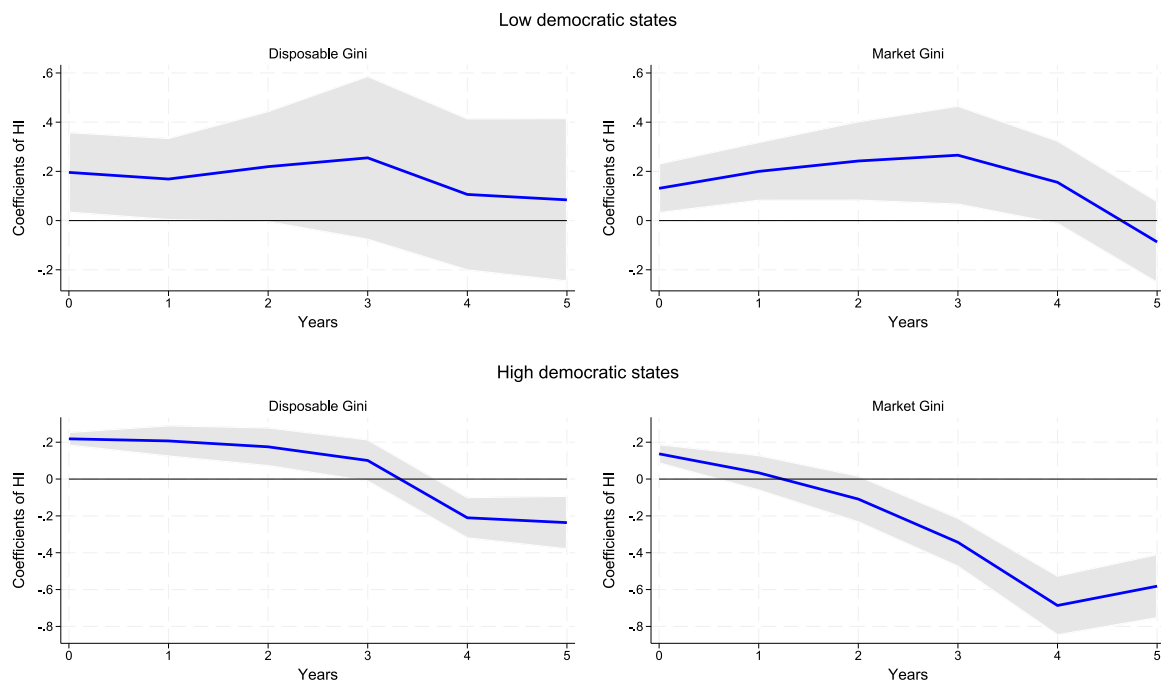 Low democratic states
Disposable Gini
Market Gini
Coefficients of HI
.6
.4
.2
0
-.2
0 1 2 3 4 5
Years
Coefficients of HI
.6
.4
.2
0
-.2
0 1 2 3 4 5
Years
High democratic states
Disposable Gini
Market Gini
Coefficients of HI
.2
0
-.2
-.4
-.6
-.8
0 1 2 3 4 5
Years
Coefficients of HI
.2
0
-.2
-.4
-.6
-.8
0 1 2 3 4 5
Years